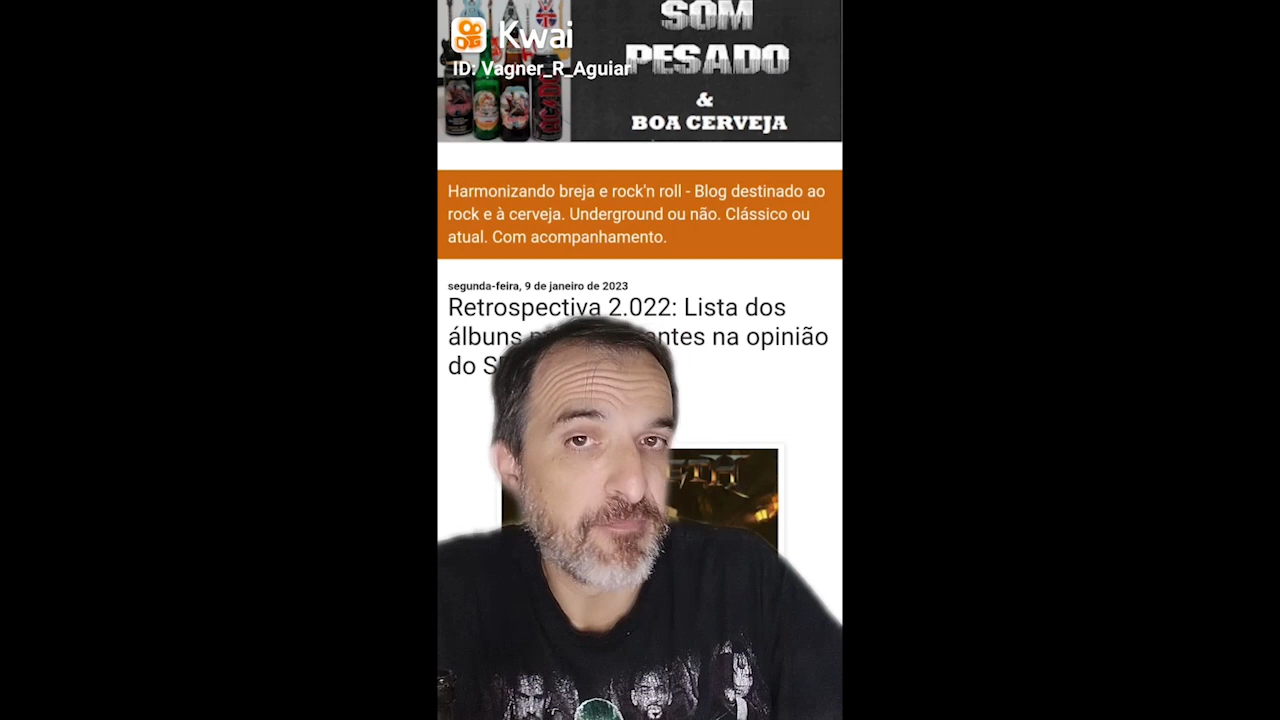 SOM
Kwai
PESADO
ID: Vagner_R_Aguiar
&
BOA CERVEJA
Harmonizando breja e rock'n roll - Blog destinado ao
rock e à cerveja. Underground ou não. Clássico ou
atual. Com acompanhamento.
segunda-feira, 9 de janeiro de 2023
Retrospectiva 2.022: Lista dos
álbuns na opinião
do